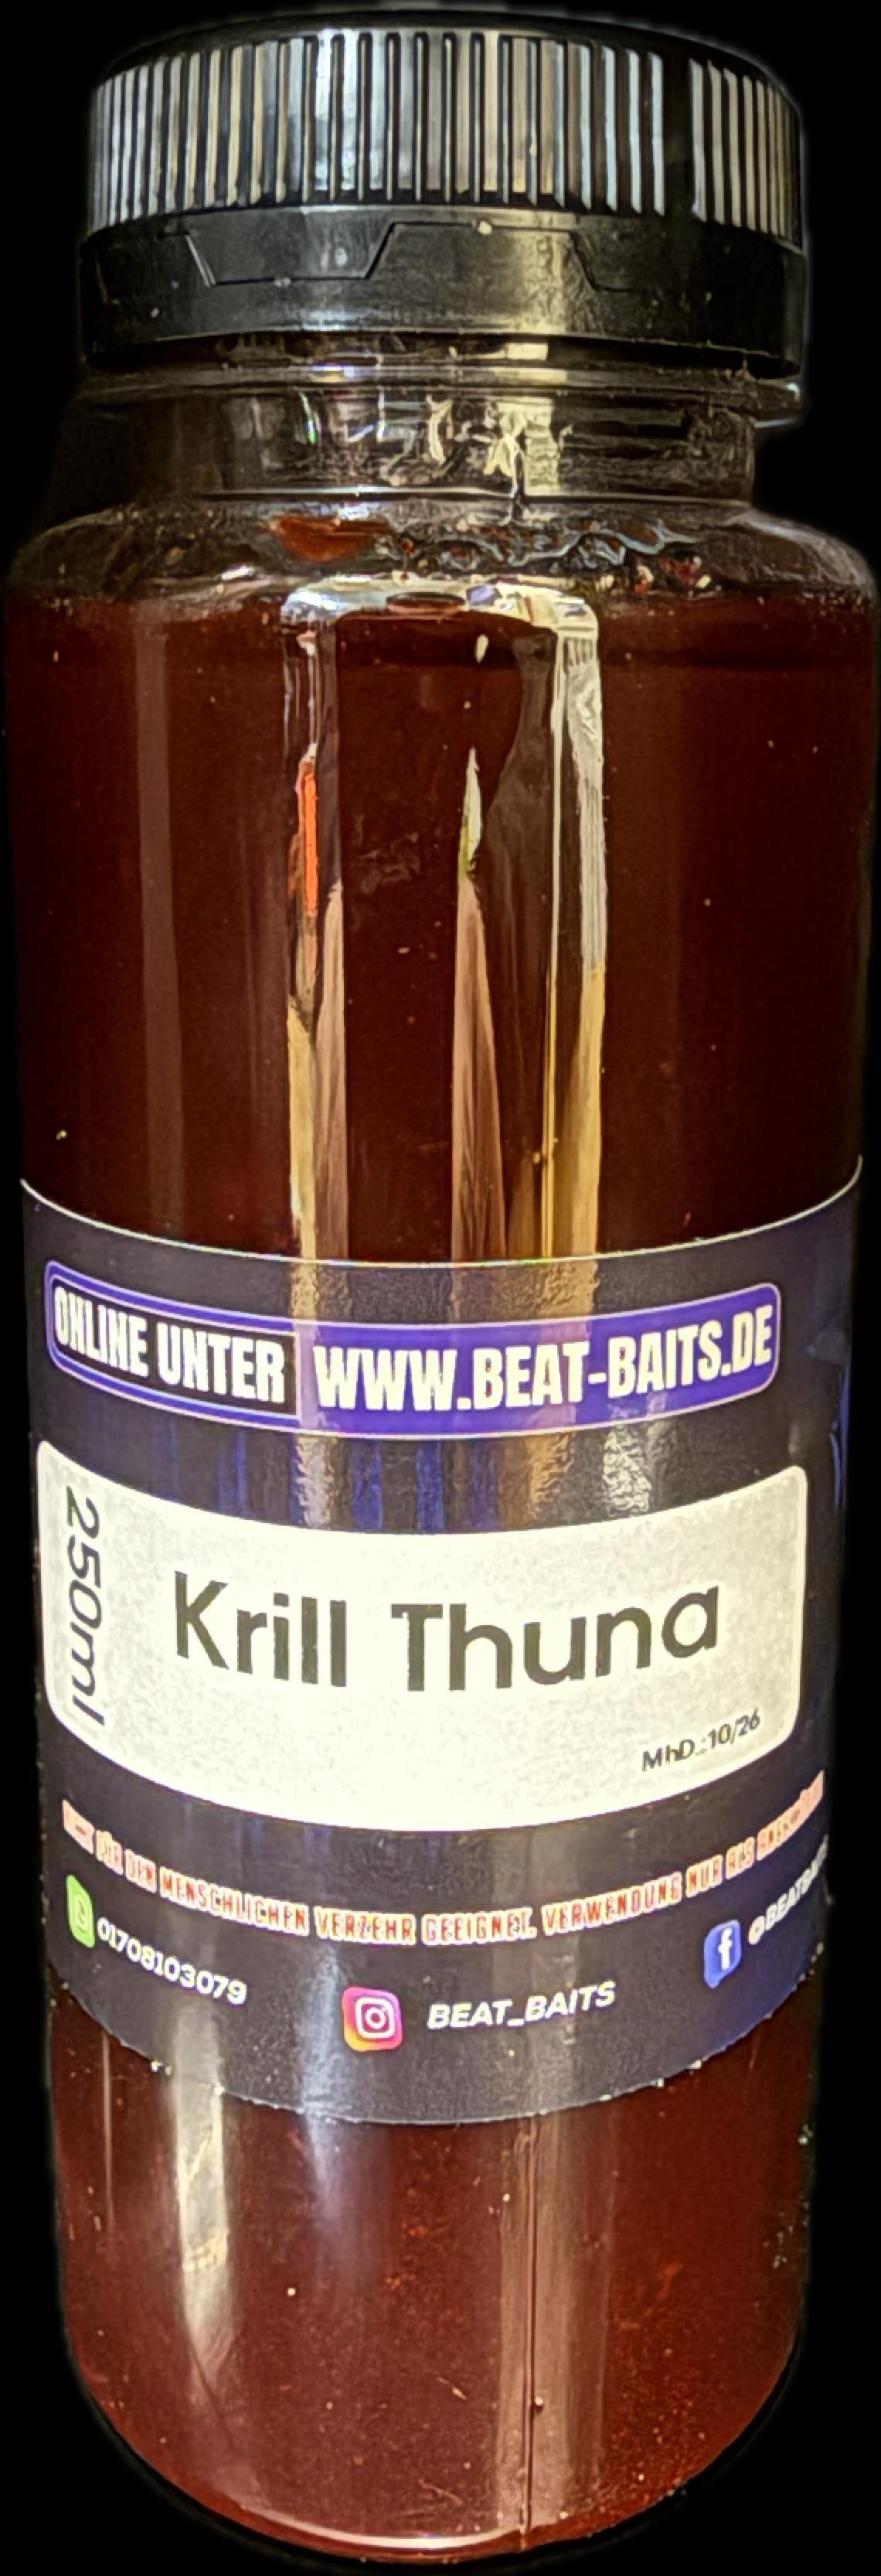 ONLINE UNTER WWW.BEAT-BAITS.DE
250ml
Krill Thuna
MhD.:10/26
FÜR DEN MENSCHLICHEN VERZEHR GEEIGNET. VERWENDUNG NUR ALS
01708103079
BEAT_BAITS
@BEATBAITS